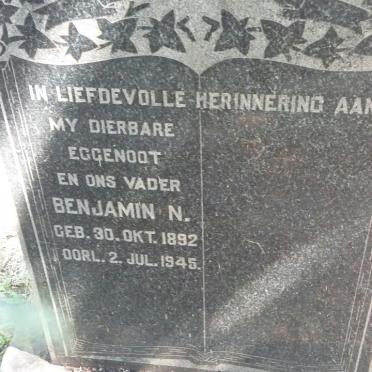 IN LIEFDEVOLLE HERINNERING AAN
MY DIERBARE
EGGENOOT
EN ONS VADER
BENJAMIN N.
GEB. 30. OKT. 1892
OORL. 2. JUL. 1945.